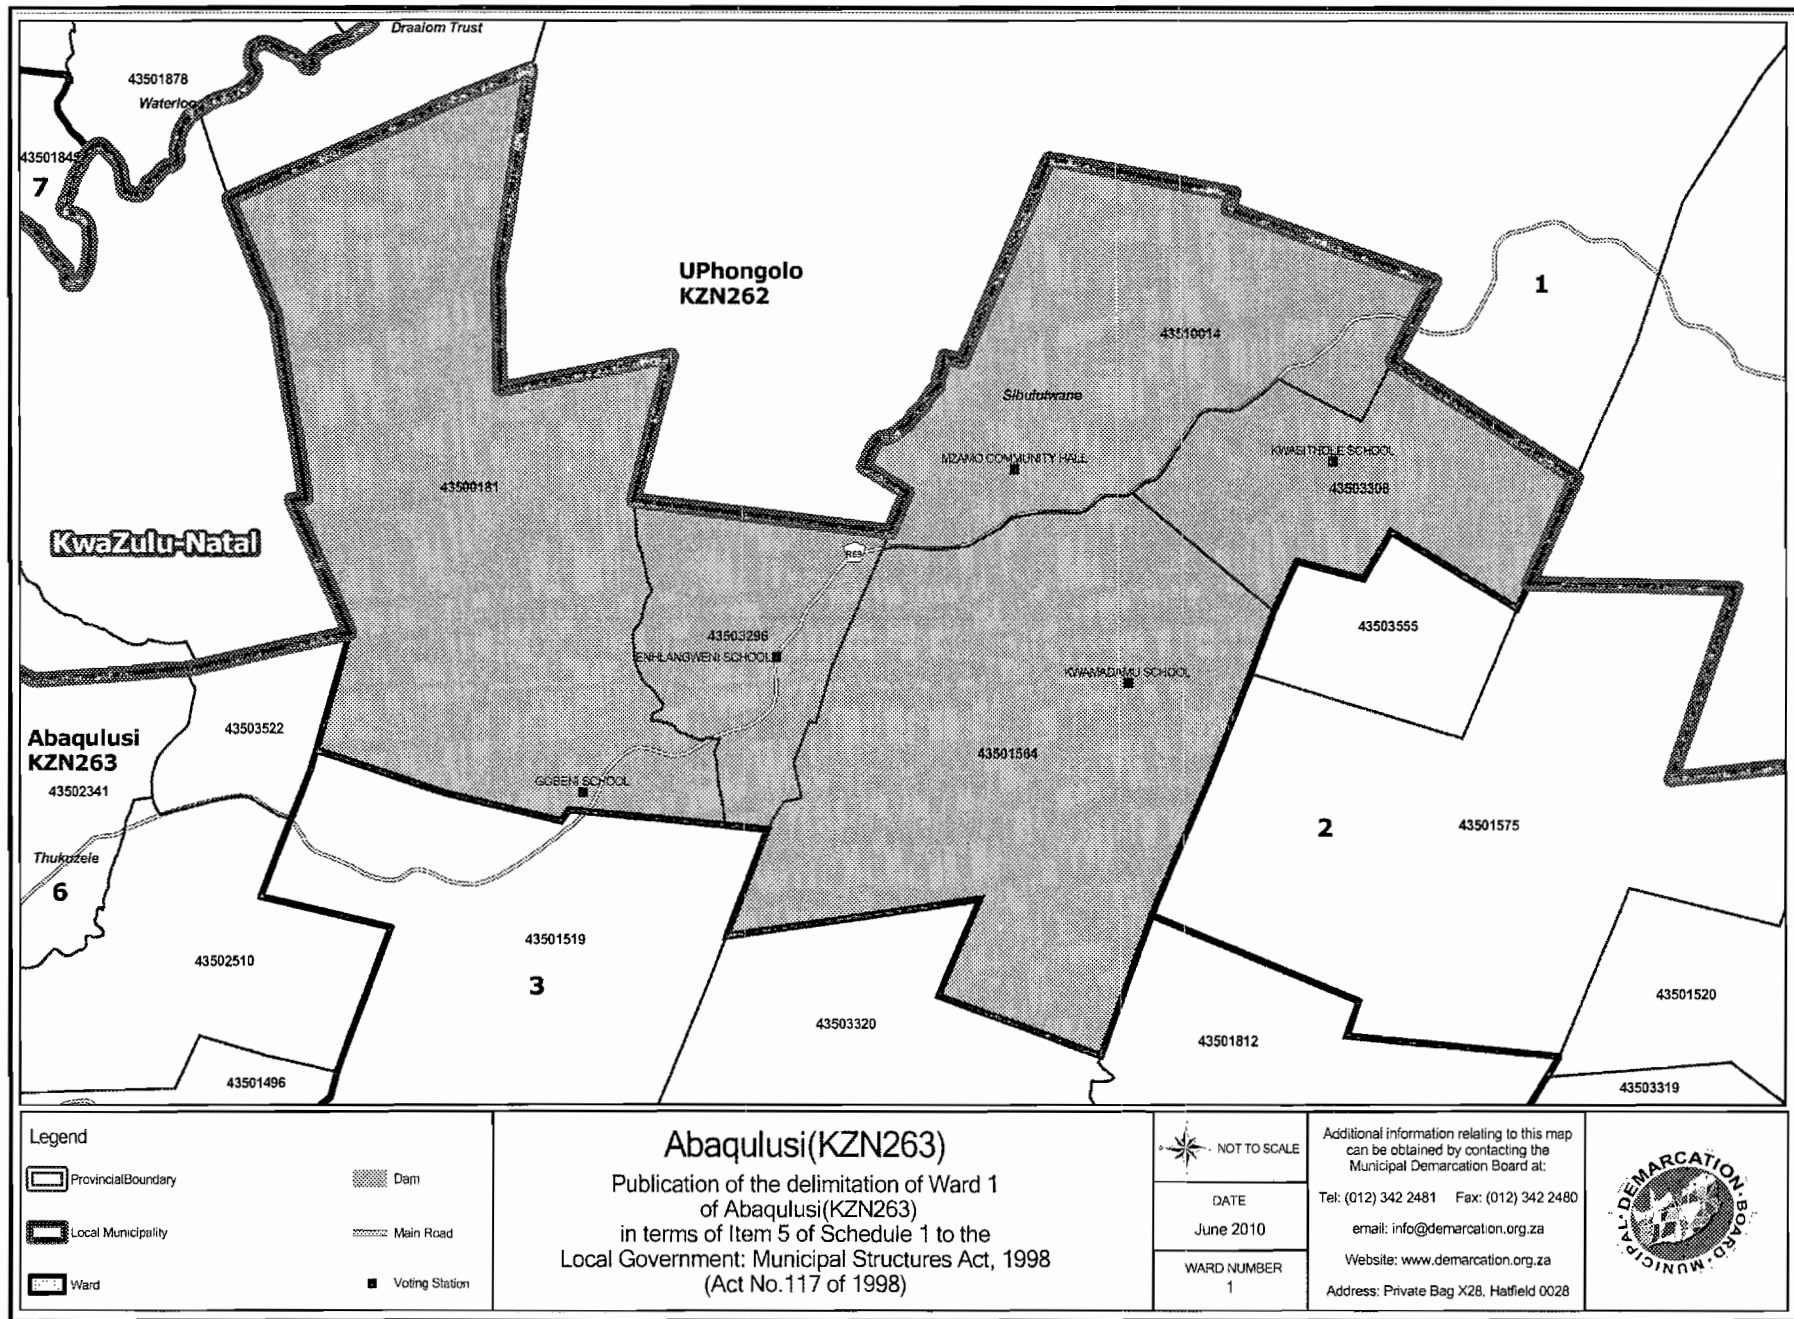 Draaiom Trust
43501878
Waterloo
43501849
7
UPhongolo
KZN262
1
43510014
Sibufutwane
MZAMO COMMUNITY HALL
KWASITHOLE SCHOOL
43500181
43503308
KwaZulu-Natal
R69
43503555
43503296
ENHLANGWENI SCHOOL
KWAMADAMU SCHOOL
43503522
Abaqulusi
KZN263
43501564
43502341
GOBENI SCHOOL
2
43501575
Thukuzele
6
43501519
43502510
3
43501520
43503320
43501812
43501496
43503319
Legend
ProvincialBoundary
Dam
Local Municipality
Main Road
Ward
Voting Station
Abaqulusi(KZN263)
Publication of the delimitation of Ward 1
of Abaqulusi(KZN263)
in terms of Item 5 of Schedule 1 to the
Local Government: Municipal Structures Act, 1998
(Act No.117 of 1998)
NOT TO SCALE
DATE
June 2010
WARD NUMBER
1
Additional information relating to this map
can be obtained by contacting the
Municipal Demarcation Board at:
Tel: (012) 342 2481 Fax: (012) 342 2480
email: info@demarcation.org.za
Website: www.demarcation.org.za
Address: Private Bag X28, Hatfield 0028
MUNICIPAL DEMARCATION BOARD